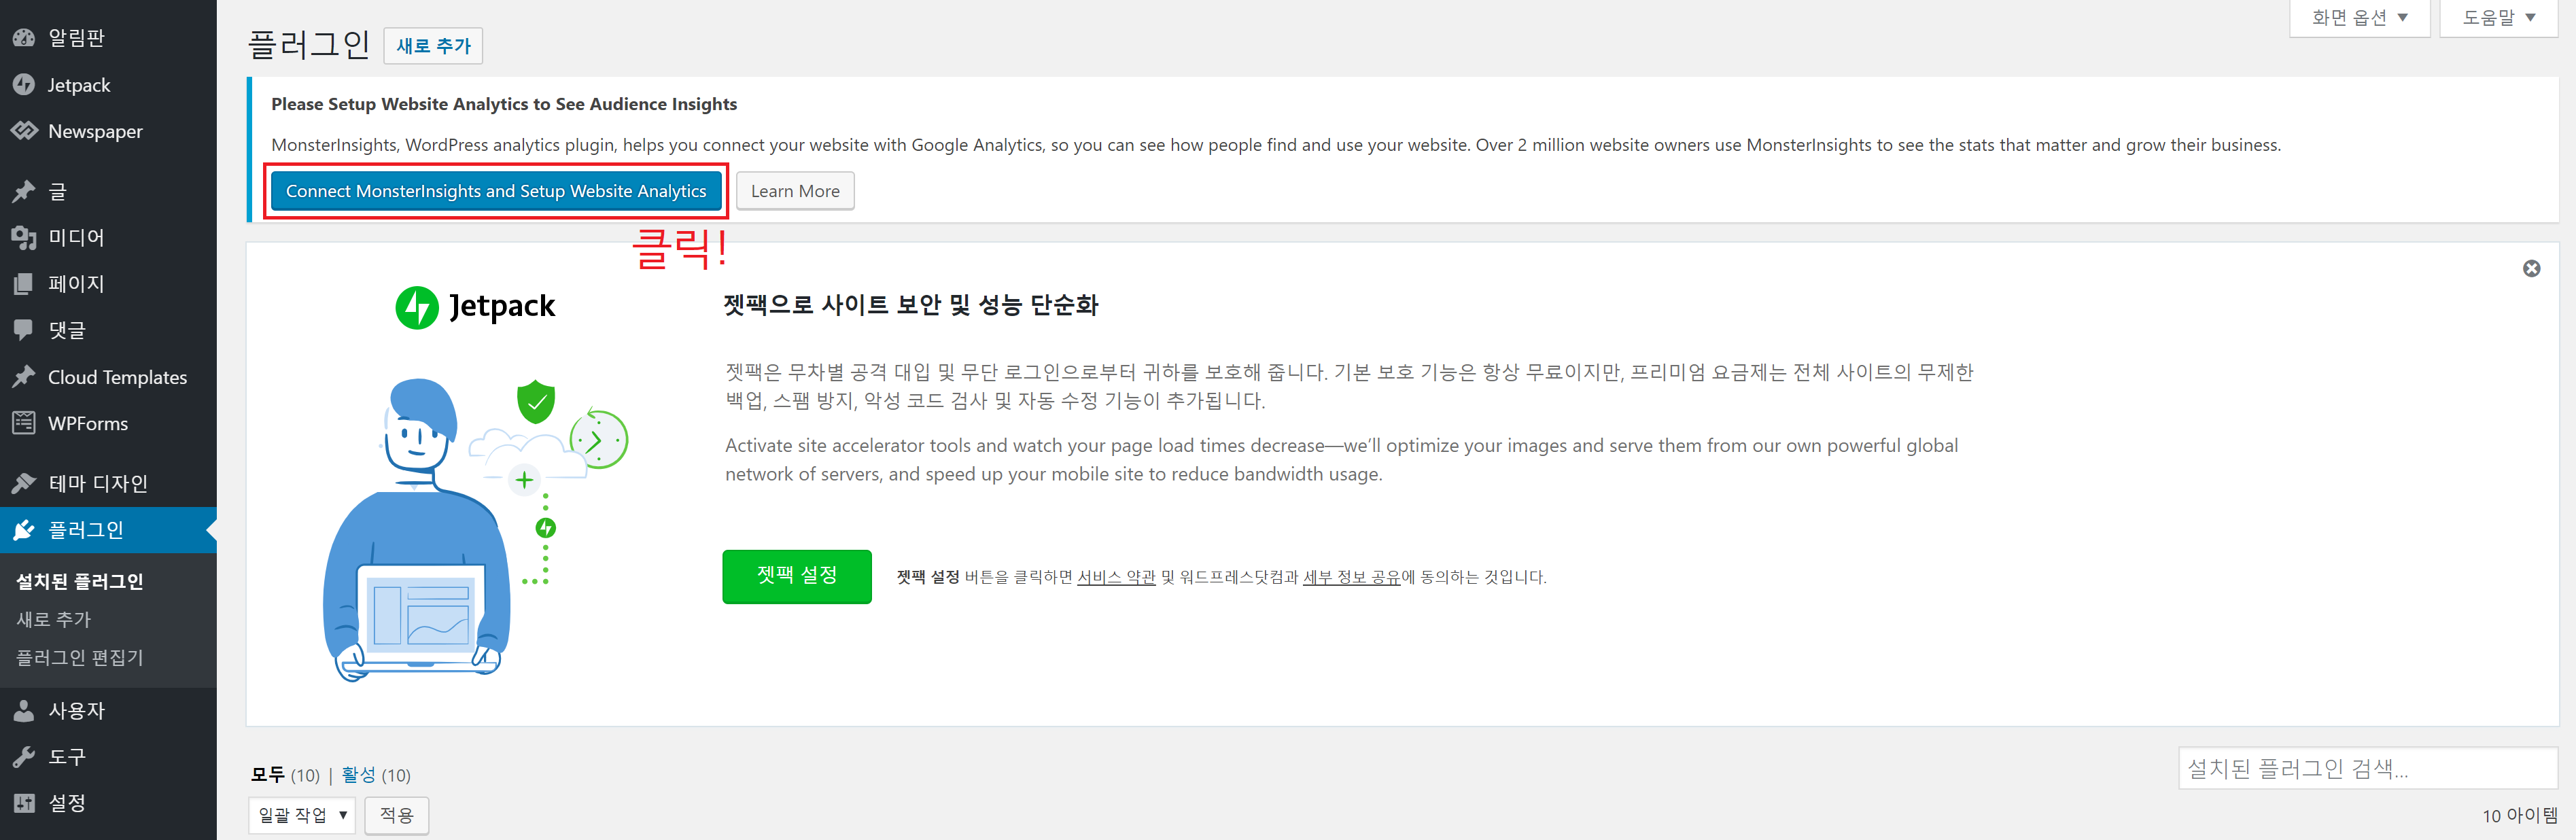 알림판
Jetpack
Newspaper
글
미디어
페이지
댓글
Cloud Templates
WPForms
테마 디자인
플러그인
설치된 플러그인
새로 추가
플러그인 편집기
사용자
도구
설정
화면 옵션 ▼
도움말 ▼
플러그인 새로 추가
Please Setup Website Analytics to See Audience Insights
MonsterInsights, WordPress analytics plugin, helps you connect your website with Google Analytics, so you can see how people find and use your website. Over 2 million website owners use MonsterInsights to see the stats that matter and grow their business.
Connect MonsterInsights and Setup Website Analytics Learn More
클릭!
Jetpack
젯팩으로 사이트 보안 및 성능 단순화
젯팩은 무차별 공격 대입 및 무단 로그인으로부터 귀하를 보호해 줍니다. 기본 보호 기능은 항상 무료이지만, 프리미엄 요금제는 전체 사이트의 무제한
백업, 스팸 방지, 악성 코드 검사 및 자동 수정 기능이 추가됩니다.
Activate site accelerator tools and watch your page load times decrease—we’ll optimize your images and serve them from our own powerful global
network of servers, and speed up your mobile site to reduce bandwidth usage.
젯팩 설정 젯팩 설정 버튼을 클릭하면 서비스 약관 및 워드프레스닷컴과 세부 정보 공유에 동의하는 것입니다.
모두 (10) | 활성 (10)
설치된 플러그인 검색...
일괄 작업 ▼ 적용
10 아이템